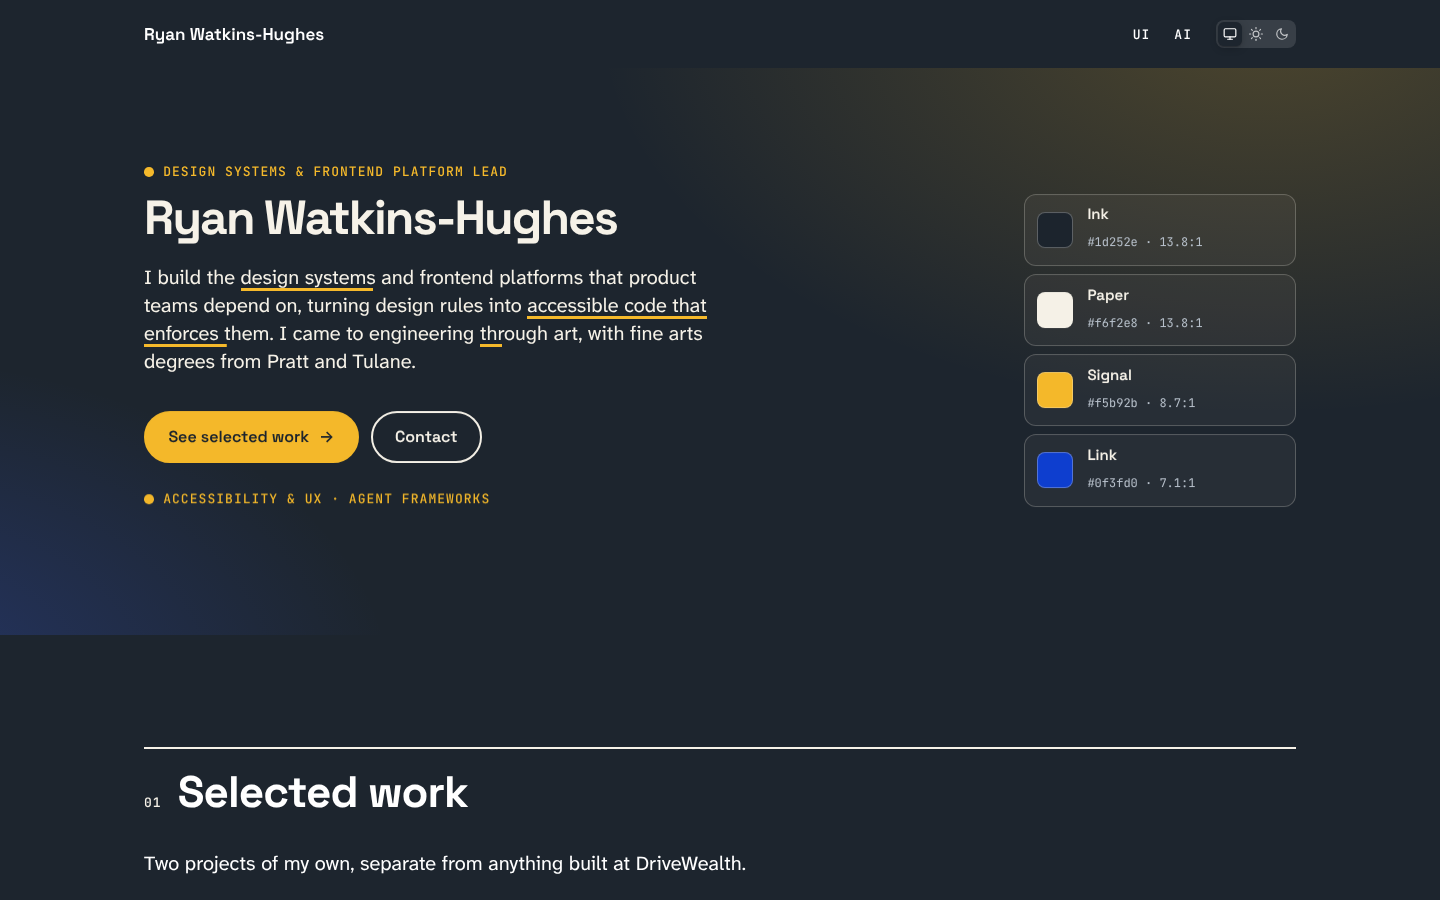 Ryan Watkins-Hughes
UI AI
DESIGN SYSTEMS & FRONTEND PLATFORM LEAD
Ryan Watkins-Hughes
I build the design systems and frontend platforms that product
teams depend on, turning design rules into accessible code that
enforces them. I came to engineering through art, with fine arts
degrees from Pratt and Tulane.
See selected work →
Contact
ACCESSIBILITY & UX · AGENT FRAMEWORKS
Ink
#1d252e · 13.8:1
Paper
#f6f2e8 · 13.8:1
Signal
#f5b92b · 8.7:1
Link
#0f3fd0 · 7.1:1
01 Selected work
Two projects of my own, separate from anything built at DriveWealth.